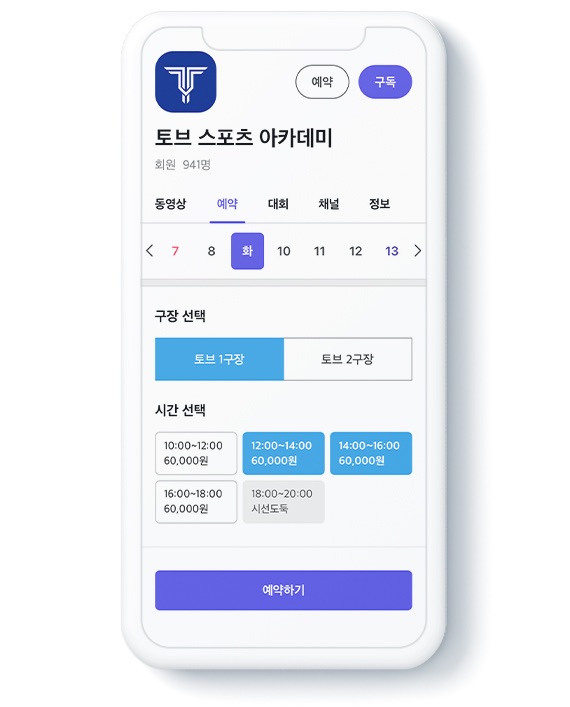 예약 구독
토브 스포츠 아카데미
회원 941명
동영상 예약 대회 채널 정보
7 8 화 10 11 12 13
구장 선택
토브 1구장 토브 2구장
시간 선택
10:00~12:00 12:00~14:00 14:00~16:00
60,000원 60,000원 60,000원
16:00~18:00 18:00~20:00
60,000원 시선도둑
예약하기